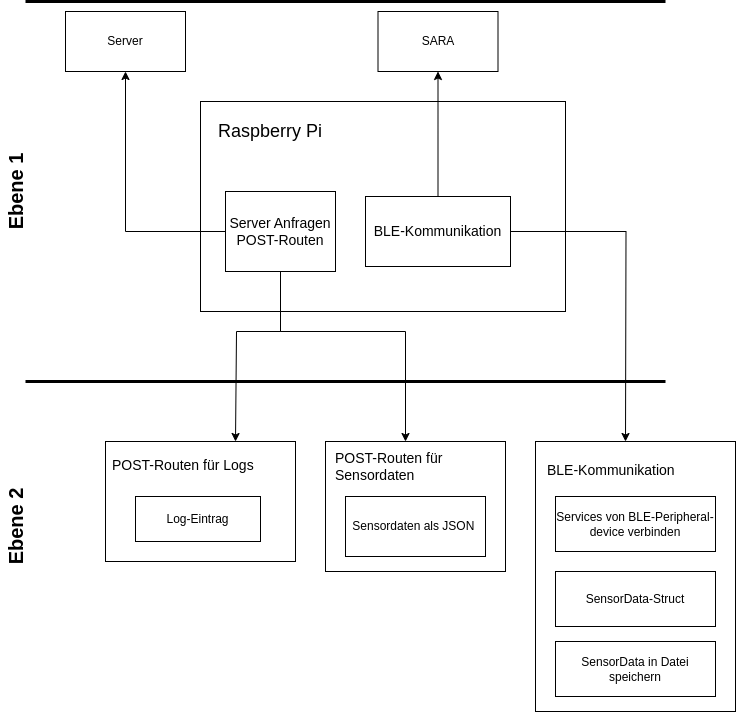 Server
SARA
Ebene 1
Raspberry Pi
Server Anfragen
POST-Routen
BLE-Kommunikation
Ebene 2
POST-Routen für Logs
Log-Eintrag
POST-Routen für
Sensordaten
Sensordaten als JSON
BLE-Kommunikation
Services von BLE-Peripheral-
device verbinden
SensorData-Struct
SensorData in Datei
speichern